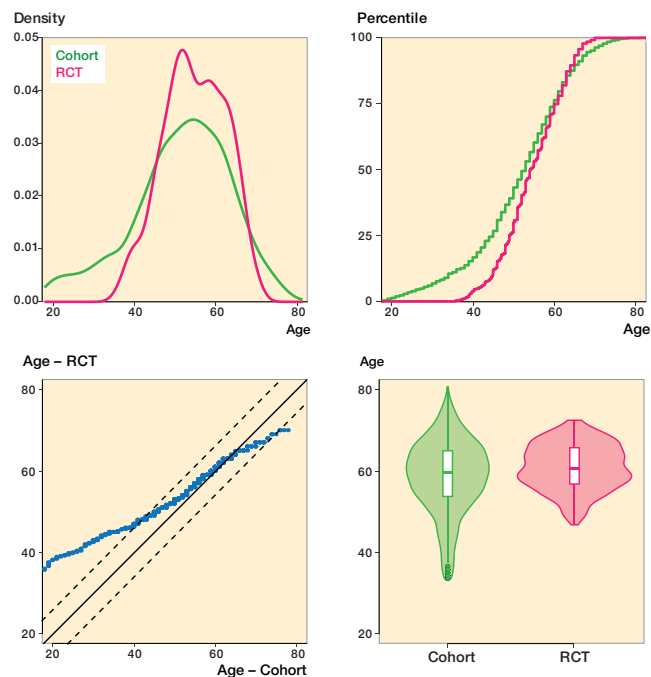 Density
0.05
0.04
0.03
0.02
0.01
0.00
Cohort
RCT
20 40 60 80
Age
Percentile
100
75
50
25
0
20 40 60 80
Age
Age – RCT
80
60
40
20
20 40 60 80
Age – Cohort
Age
80
60
40
20
Cohort RCT